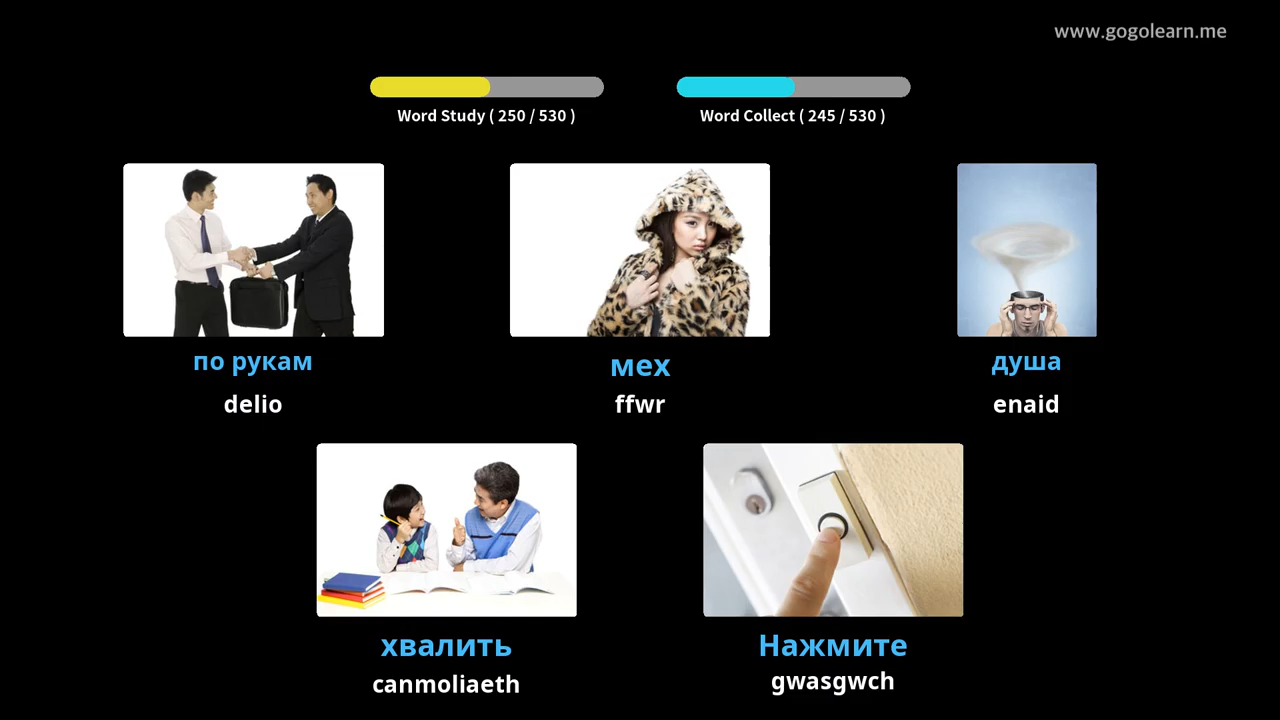 www.gogolearn.me
Word Study ( 250 / 530 )
Word Collect ( 245 / 530 )
по рукам
delio
мех
ffwr
душа
enaid
хвалить
canmoliaeth
Нажмите
gwasgwch